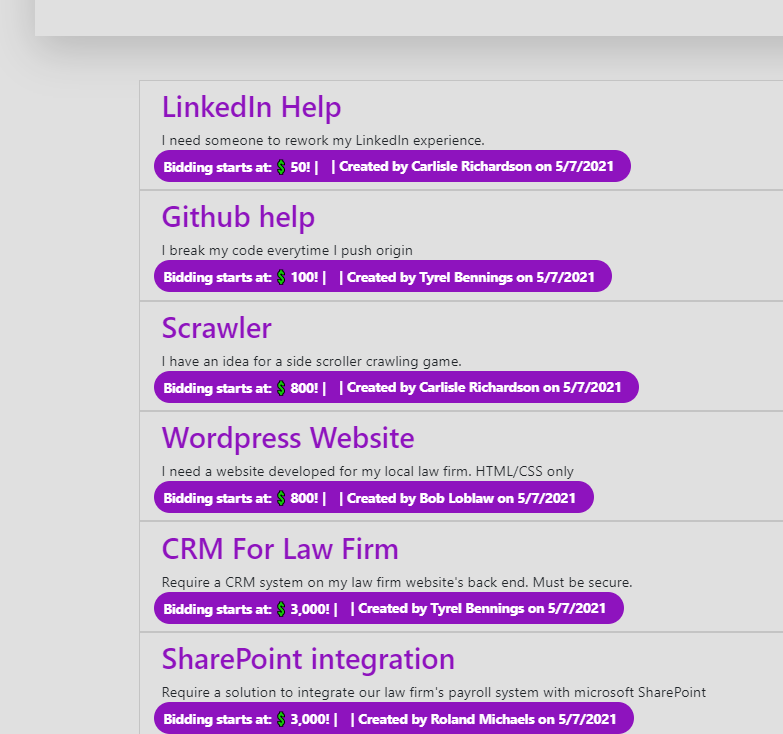 LinkedIn Help
I need someone to rework my LinkedIn experience.
Bidding starts at: 💲 50! | | Created by Carlisle Richardson on 5/7/2021
Github help
I break my code everytime I push origin
Bidding starts at: 💲 100! | | Created by Tyrel Bennings on 5/7/2021
Scrawler
I have an idea for a side scroller crawling game.
Bidding starts at: 💲 800! | | Created by Carlisle Richardson on 5/7/2021
Wordpress Website
I need a website developed for my local law firm. HTML/CSS only
Bidding starts at: 💲 800! | | Created by Bob Loblaw on 5/7/2021
CRM For Law Firm
Require a CRM system on my law firm website's back end. Must be secure.
Bidding starts at: 💲 3,000! | | Created by Tyrel Bennings on 5/7/2021
SharePoint integration
Require a solution to integrate our law firm's payroll system with microsoft SharePoint
Bidding starts at: 💲 3,000! | | Created by Roland Michaels on 5/7/2021